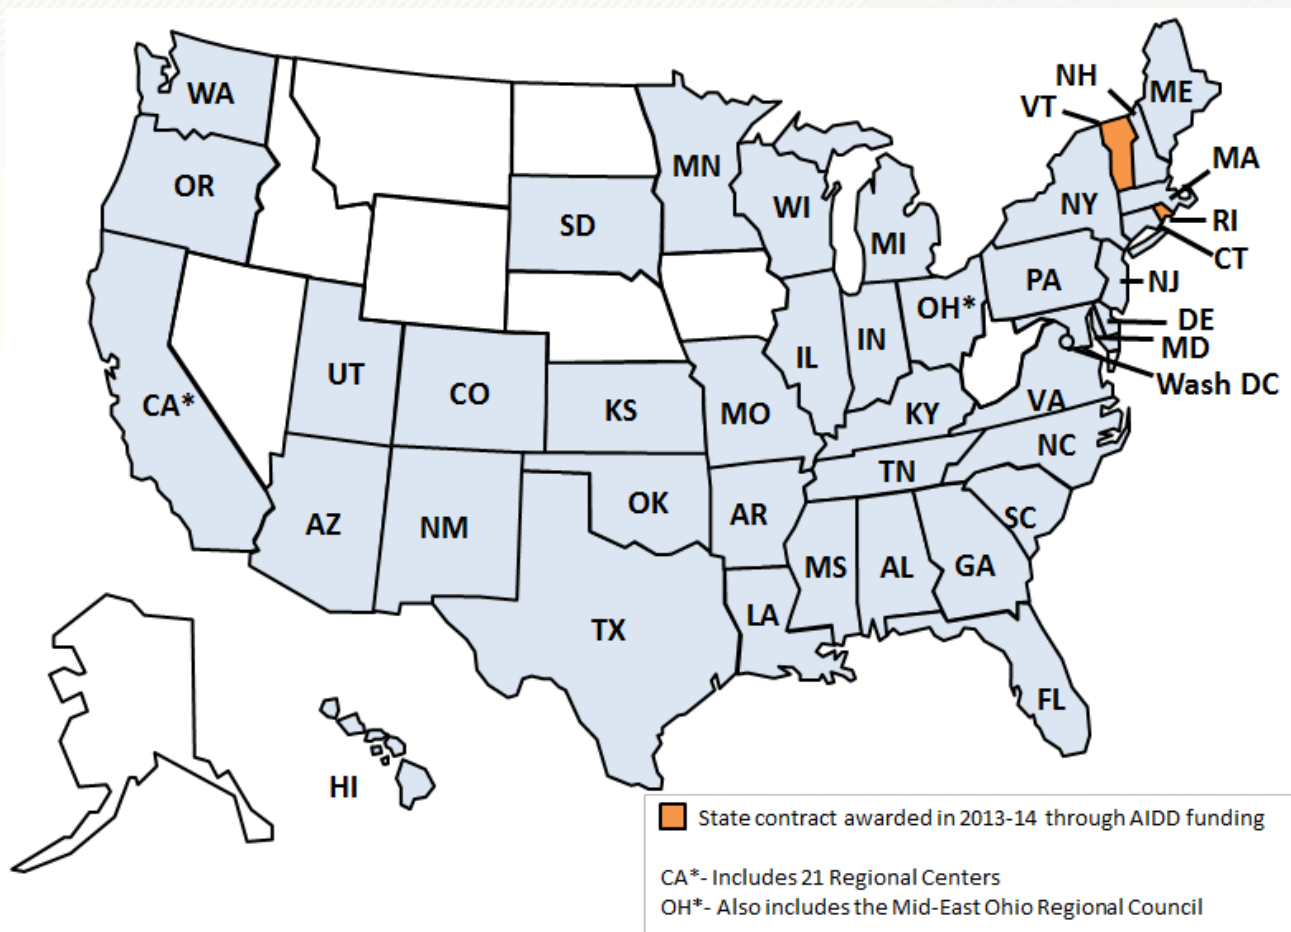 NH
ME
VT
WA
MA
MN
OR
WI
NY
RI
SD
MI
CT
PA
NJ
OH*
DE
IN
MD
IL
UT
Wash DC
CO
CA*
VA
KS
MO
KY
NC
TN
OK
AR
SC
AZ
NM
MS
AL
GA
LA
TX
FL
HI
State contract awarded in 2013-14 through AIDD funding
CA*- Includes 21 Regional Centers
OH*- Also includes the Mid-East Ohio Regional Council